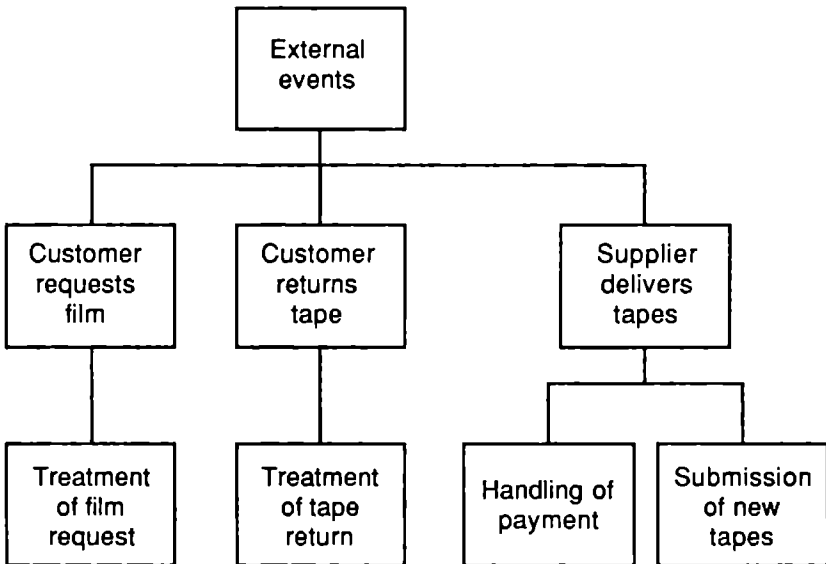 External
events
Customer
requests
film
Customer
returns
tape
Supplier
delivers
tapes
Treatment
of film
request
Treatment
of tape
return
Handling of
payment
Submission
of new
tapes